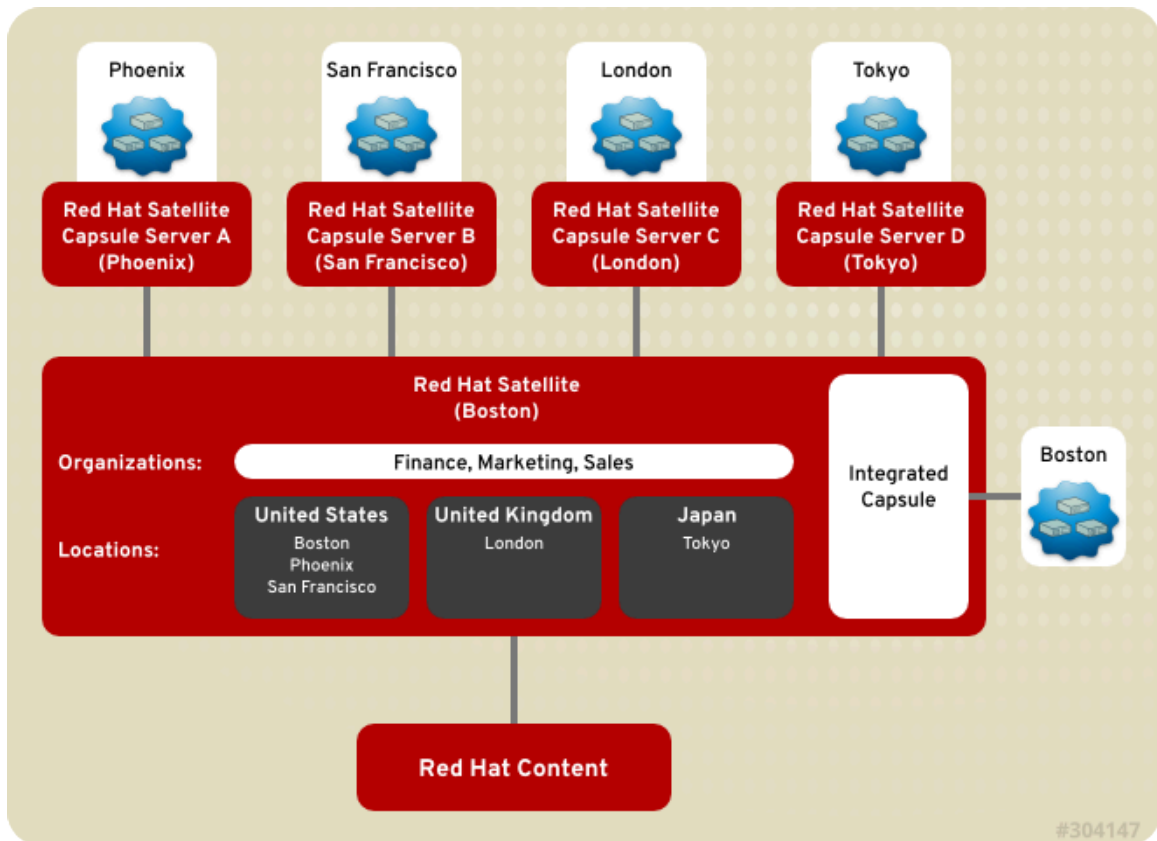 Phoenix
San Francisco
London
Tokyo
Red Hat Satellite
Capsule Server A
(Phoenix)
Red Hat Satellite
Capsule Server B
(San Francisco)
Red Hat Satellite
Capsule Server C
(London)
Red Hat Satellite
Capsule Server D
(Tokyo)
Red Hat Satellite
(Boston)
Organizations:
Finance, Marketing, Sales
Locations:
United States
Boston
Phoenix
San Francisco
United Kingdom
London
Japan
Tokyo
Integrated
Capsule
Boston
Red Hat Content
#304147